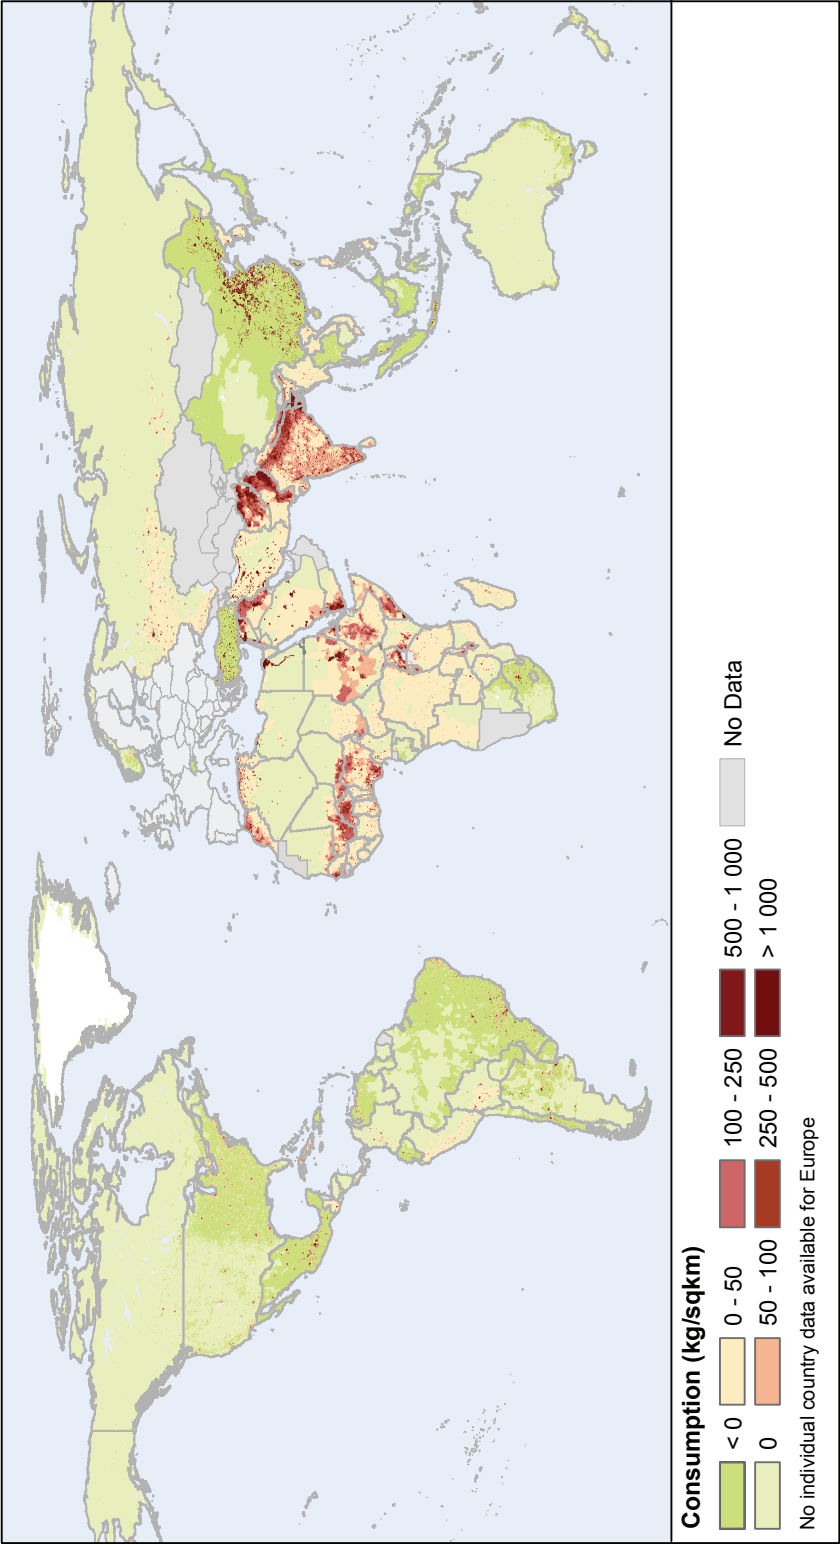 Consumption (kg/sqkm)
< 0 0 - 50 100 - 250 500 - 1 000 No Data
0 50 - 100 250 - 500 > 1 000
No individual country data available for Europe